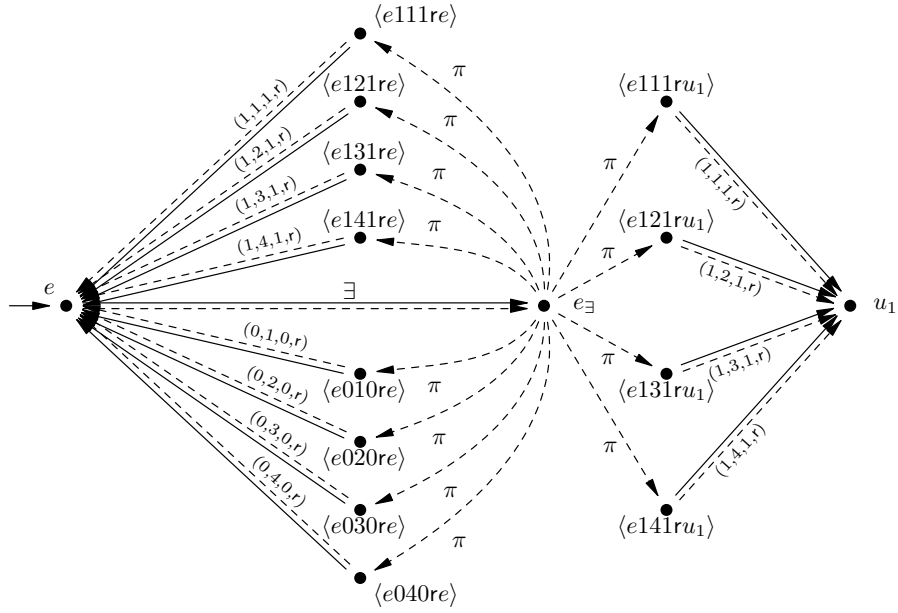 ⟨e111re⟩
π
(1,1,1,r)
⟨e121re⟩
⟨e111ru₁⟩
π
(1,2,1,r)
⟨e131re⟩
π
π
(1,1,1,r)
(1,3,1,r)
⟨e141re⟩
π
⟨e121ru₁⟩
(1,4,1,r)
π
(1,2,1,r)
e
∃
e∃
u₁
(0,1,0,r)
π
(1,3,1,r)
⟨e010re⟩
π
⟨e131ru₁⟩
(0,2,0,r)
(1,4,1,r)
⟨e020re⟩
π
π
(0,3,0,r)
(0,4,0,r)
π
⟨e030re⟩
⟨e141ru₁⟩
π
⟨e040re⟩